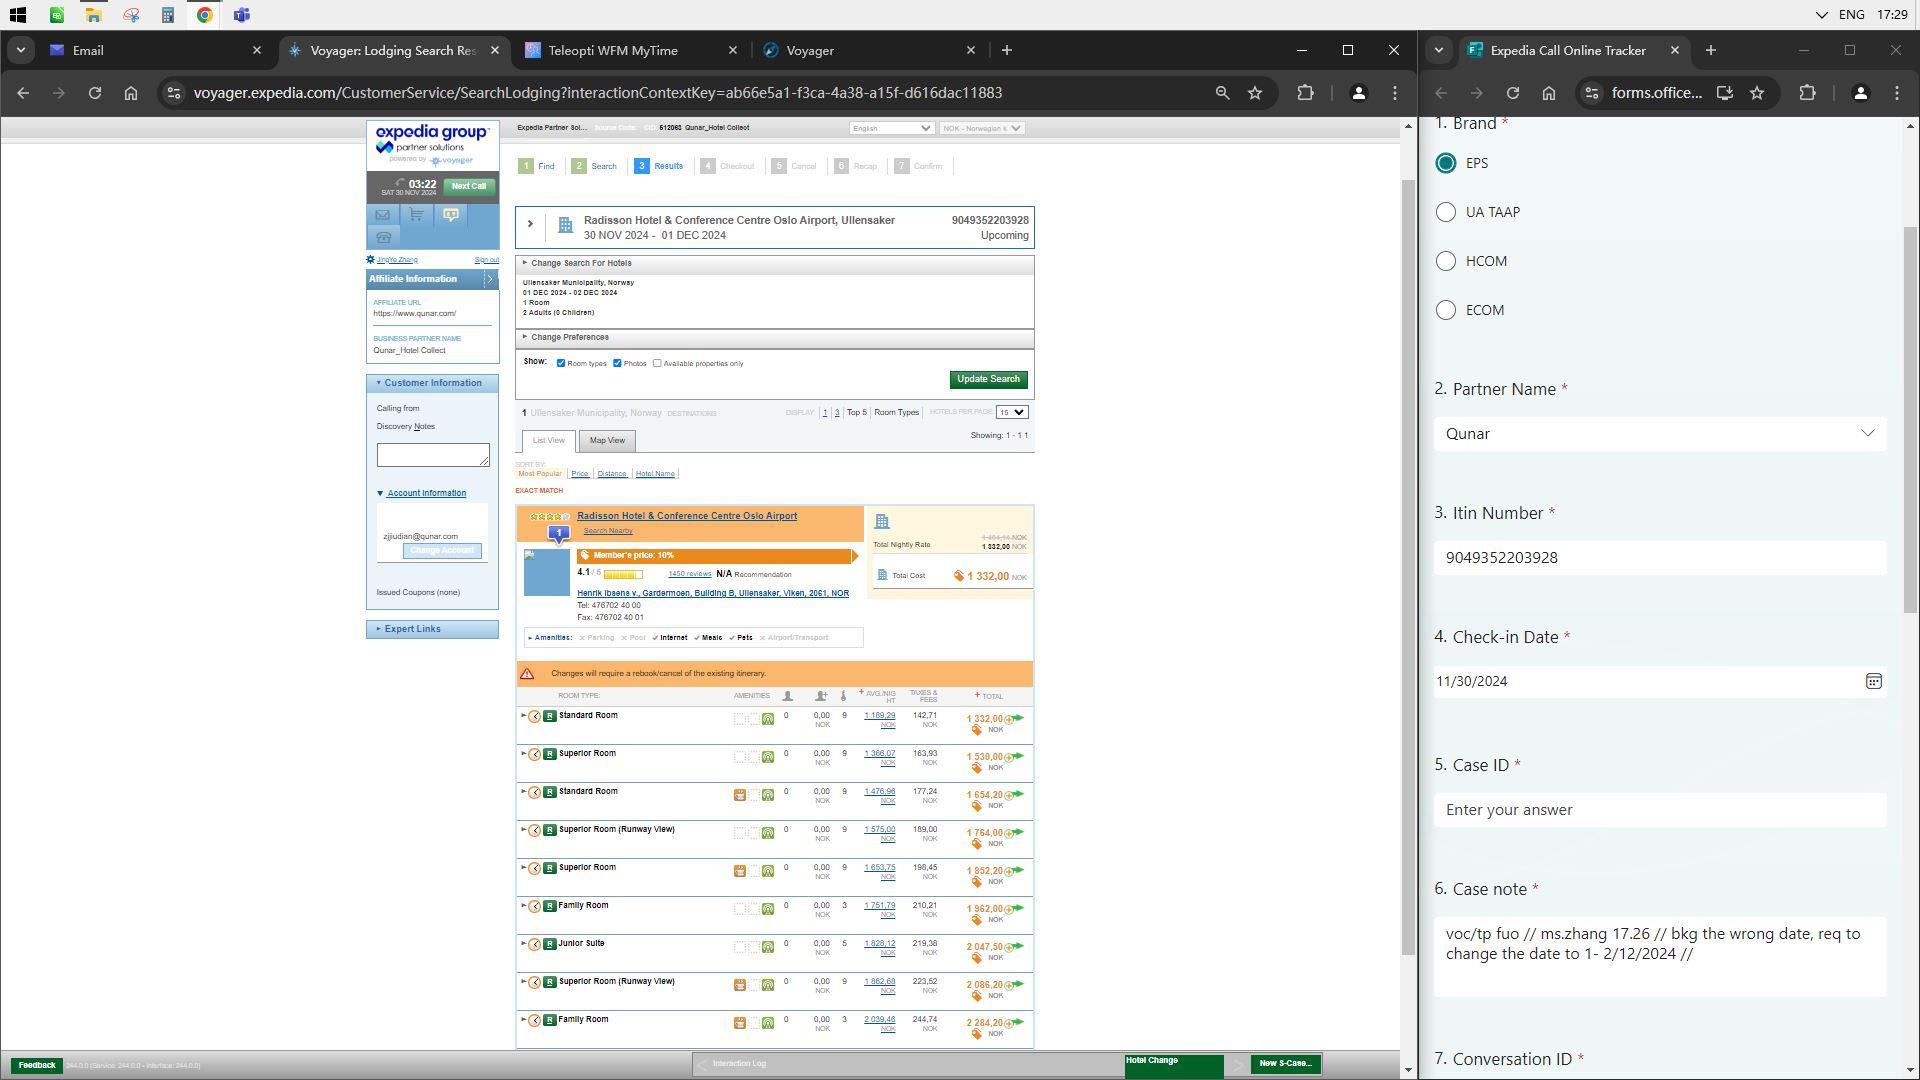 ENG 17:29
Email
Voyager: Lodging Search Res
Teleopti WFM MyTime
Voyager
Expedia Call Online Tracker
voyager.expedia.com/CustomerService/SearchLodging?interactionContextKey=ab66e5a1-f3ca-4a38-a15f-d616dac11883
forms.office...
expedia group
partner solutions
powered by voyager
03:22
SAT 30 NOV 2024
Next Call
JingYe Zhang
Sign out
Affiliate Information
AFFILIATE URL
https://www.qunar.com/
BUSINESS PARTNER NAME
Qunar_Hotel Collect
Customer Information
Calling from
Discovery Notes
Account Information
zjjiudian@qunar.com
Change Account
Issued Coupons (none)
Expert Links
Expedia Partner Sol... Source Code: CID: 512063 Qunar_Hotel Collect
English
NOK - Norwegian k
1 Find
2 Search
3 Results
4 Checkout
5 Cancel
6 Recap
7 Confirm
Radisson Hotel & Conference Centre Oslo Airport, Ullensaker
9049352203928
30 NOV 2024 - 01 DEC 2024
Upcoming
Change Search For Hotels
Ullensaker Municipality, Norway
01 DEC 2024 - 02 DEC 2024
1 Room
2 Adults (0 Children)
Change Preferences
Show: Room types Photos Available properties only
Update Search
1 Ullensaker Municipality, Norway DESTINATIONS
DISPLAY: 1 3 Top 5 Room Types HOTELS PER PAGE: 15
List View
Map View
Showing: 1 - 1 1
SORT BY:
Most Popular Price Distance Hotel Name
EXACT MATCH
Radisson Hotel & Conference Centre Oslo Airport
1
Search Nearby
Member's price: 10%
4.1 / 5 1450 reviews N/A Recommendation
Henrik Ibsens v., Gardermoen, Building B, Ullensaker, Viken, 2061, NOR
Tel: 476702 40 00
Fax: 476702 40 01
Amenities: Parking Pool Internet Meals Pets Airport/Transport
Total Nightly Rate
NOK
1 332,00 NOK
Total Cost 1 332,00 NOK
Changes will require a rebook/cancel of the existing itinerary.
ROOM TYPE: AMENITIES + AVG./NIGHT TAXES & FEES + TOTAL
R Standard Room 0 0,00 NOK 9 1 189,29 NOK 142,71 1 332,00 NOK
R Superior Room 0 0,00 NOK 9 1 366,07 NOK 163,93 1 530,00 NOK
R Standard Room 0 0,00 NOK 9 1 476,96 NOK 177,24 1 654,20 NOK
R Superior Room (Runway View) 0 0,00 NOK 9 1 575,00 NOK 189,00 1 764,00 NOK
R Superior Room 0 0,00 NOK 9 1 653,75 NOK 198,45 1 852,20 NOK
R Family Room 0 0,00 NOK 3 1 751,79 NOK 210,21 1 962,00 NOK
R Junior Suite 0 0,00 NOK 5 1 828,12 NOK 219,38 2 047,50 NOK
R Superior Room (Runway View) 0 0,00 NOK 9 1 862,68 NOK 223,52 2 086,20 NOK
R Family Room 0 0,00 NOK 3 2 039,46 NOK 244,74 2 284,20 NOK
Feedback
244.0.0 (Service: 244.0.0 - Interface: 244.0.0)
Interaction Log
Hotel Change
New S-Case...
1. Brand *
EPS
UA TAAP
HCOM
ECOM
2. Partner Name *
Qunar
3. Itin Number *
9049352203928
4. Check-in Date *
11/30/2024
5. Case ID *
Enter your answer
6. Case note *
voc/tp fuo // ms.zhang 17.26 // bkg the wrong date, req to
change the date to 1- 2/12/2024 //
7. Conversation ID *